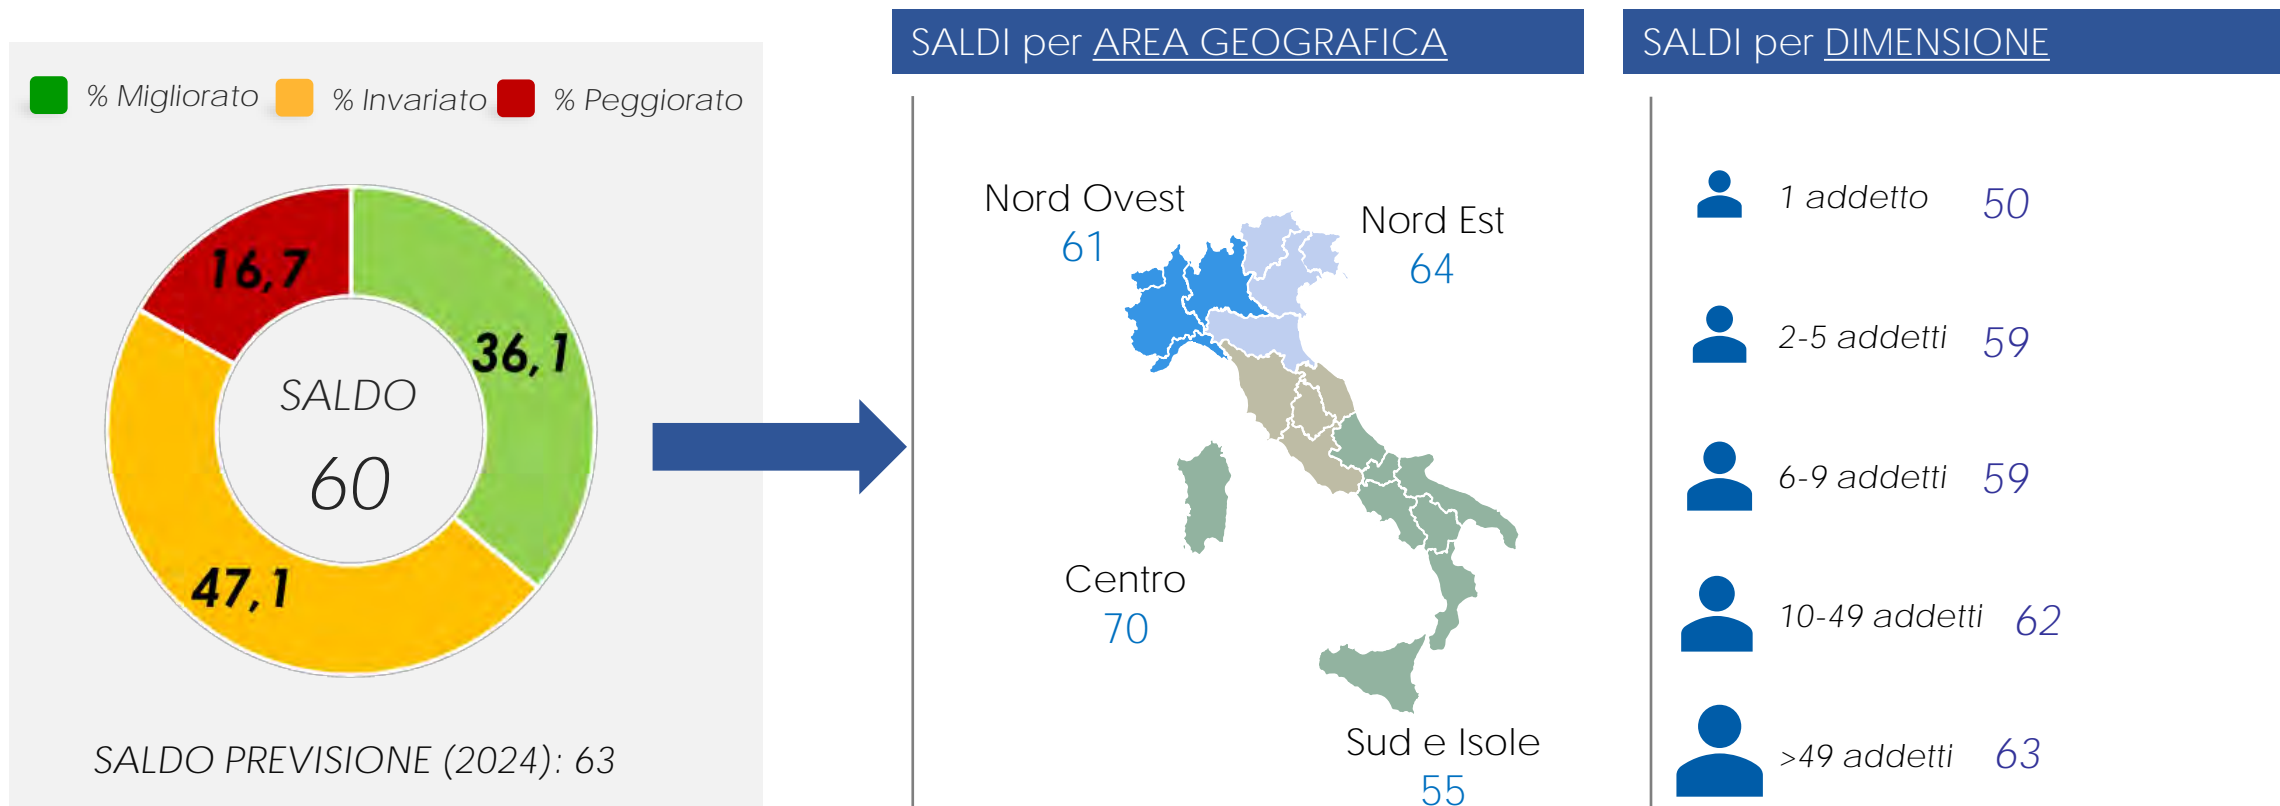 % Migliorato
% Invariato
% Peggiorato
16,7
36,1
47,1
SALDO
60
SALDO PREVISIONE (2024): 63
SALDI per AREA GEOGRAFICA
Nord Ovest
61
Nord Est
64
Centro
70
Sud e Isole
55
SALDI per DIMENSIONE
1 addetto 50
2-5 addetti 59
6-9 addetti 59
10-49 addetti 62
>49 addetti 63